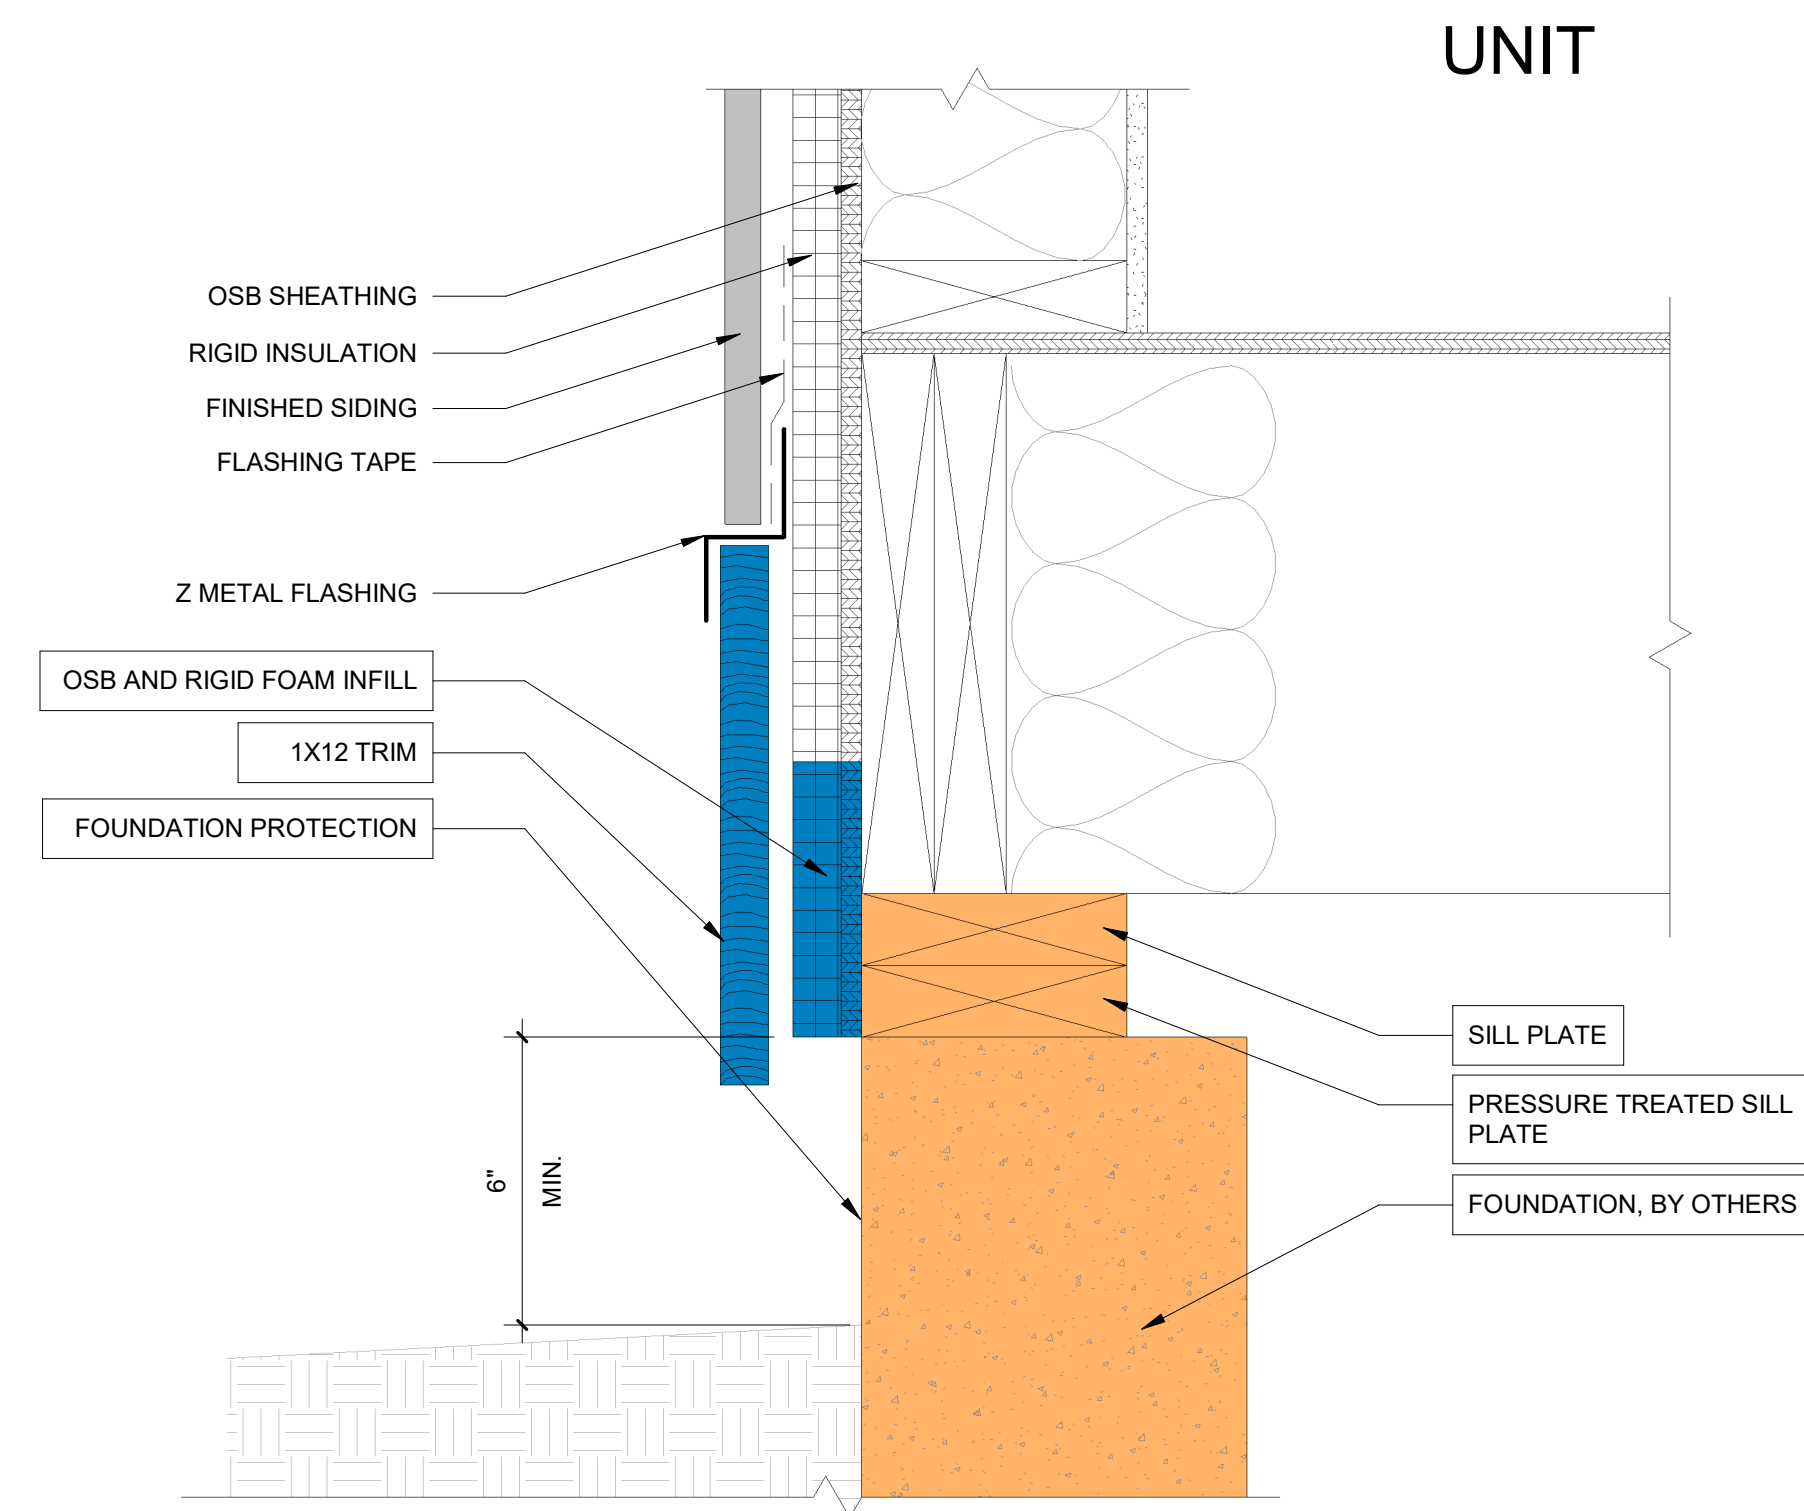 UNIT
OSB SHEATHING
RIGID INSULATION
FINISHED SIDING
FLASHING TAPE
Z METAL FLASHING
OSB AND RIGID FOAM INFILL
1X12 TRIM
FOUNDATION PROTECTION
6"
MIN.
SILL PLATE
PRESSURE TREATED SILL
PLATE
FOUNDATION, BY OTHERS